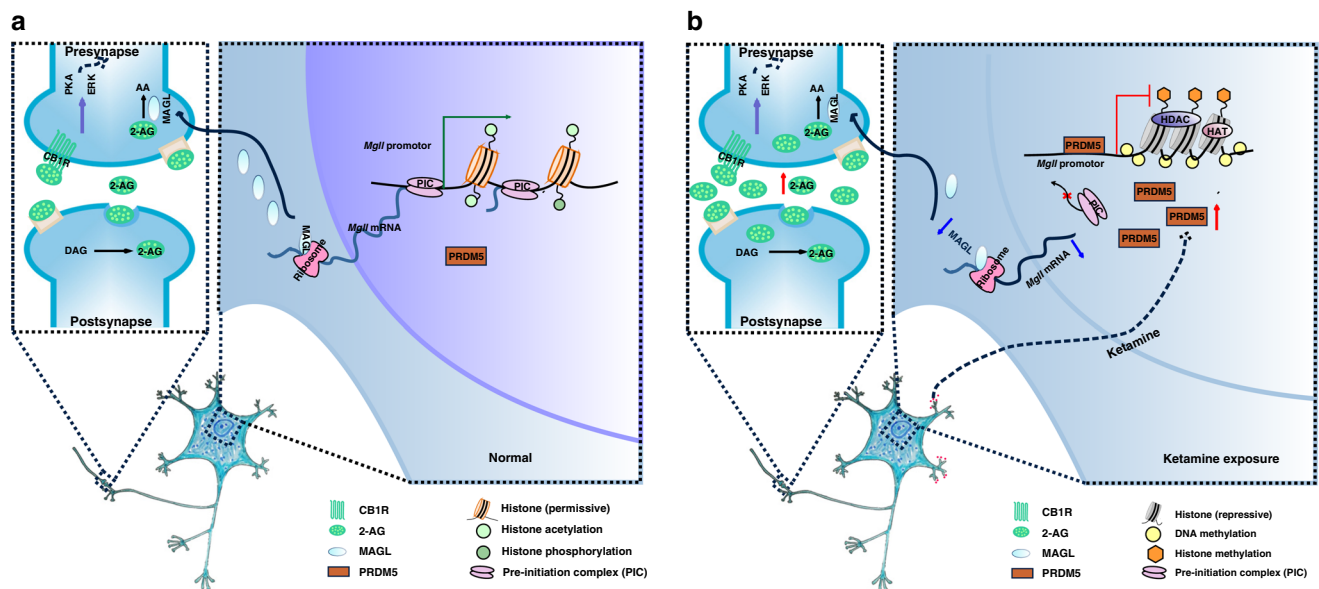 a
Presynapse
PKA
ERK
AA
MAGL
2-AG
CB1R
2-AG
DAG
2-AG
Postsynapse
Mgll promotor
PIC
PIC
Mgll mRNA
MAGL
Ribosome
PRDM5
Normal
CB1R
2-AG
MAGL
PRDM5
Histone (permissive)
Histone acetylation
Histone phosphorylation
Pre-initiation complex (PIC)
b
Presynapse
PKA
ERK
AA
MAGL
2-AG
CB1R
2-AG
DAG
2-AG
Postsynapse
HDAC
HAT
PRDM5
Mgll promotor
PRDM5
PIC
PRDM5
PRDM5
MAGL
Ribosome
Mgll mRNA
Ketamine
Ketamine exposure
CB1R
2-AG
MAGL
PRDM5
Histone (repressive)
DNA methylation
Histone methylation
Pre-initiation complex (PIC)